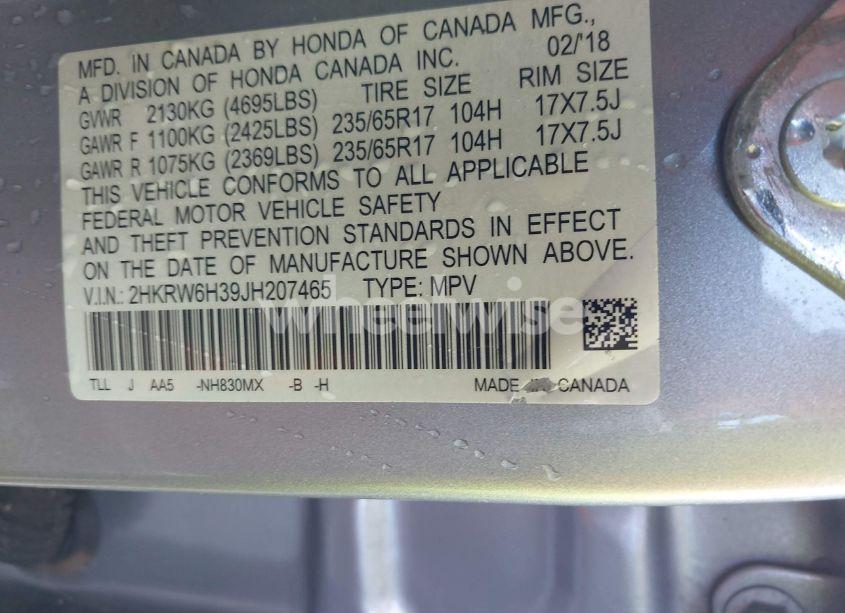 MFD. IN CANADA BY HONDA OF CANADA MFG.,
A DIVISION OF HONDA CANADA INC. 02/'18
GVWR 2130KG (4695LBS) TIRE SIZE RIM SIZE
GAWR F 1100KG (2425LBS) 235/65R17 104H 17X7.5J
GAWR R 1075KG (2369LBS) 235/65R17 104H 17X7.5J
THIS VEHICLE CONFORMS TO ALL APPLICABLE
FEDERAL MOTOR VEHICLE SAFETY
AND THEFT PREVENTION STANDARDS IN EFFECT
ON THE DATE OF MANUFACTURE SHOWN ABOVE.
V.I.N.: 2HKRW6H39JH207465 TYPE: MPV
wheelwise
TLL J AA5 -NH830MX -B -H MADE IN CANADA